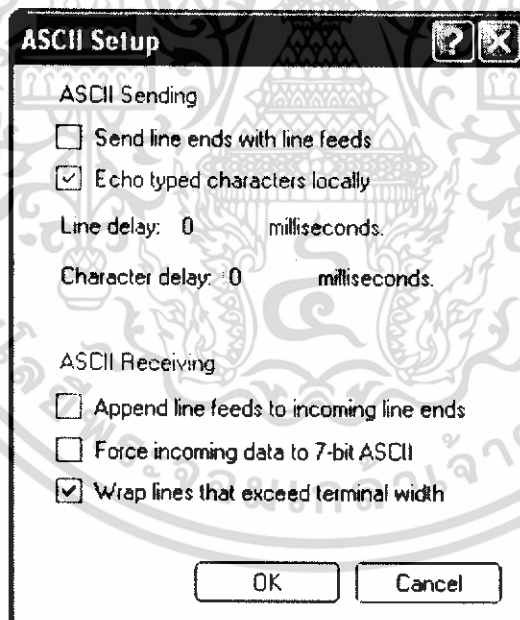 ASCII Setup
ASCII Sending
Send line ends with line feeds
Echo typed characters locally
Line delay: 0 milliseconds.
Character delay: 0 milliseconds.
ASCII Receiving
Append line feeds to incoming line ends
Force incoming data to 7-bit ASCII
Wrap lines that exceed terminal width
OK Cancel